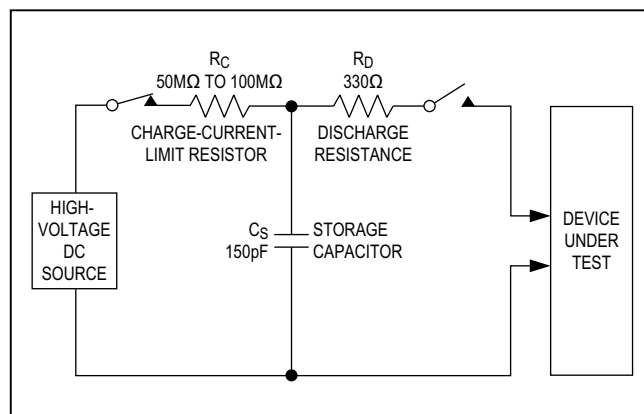 R_C
50MΩ TO 100MΩ
CHARGE-CURRENT-
LIMIT RESISTOR
R_D
330Ω
DISCHARGE
RESISTANCE
HIGH-
VOLTAGE
DC
SOURCE
C_S
150pF
STORAGE
CAPACITOR
DEVICE
UNDER
TEST